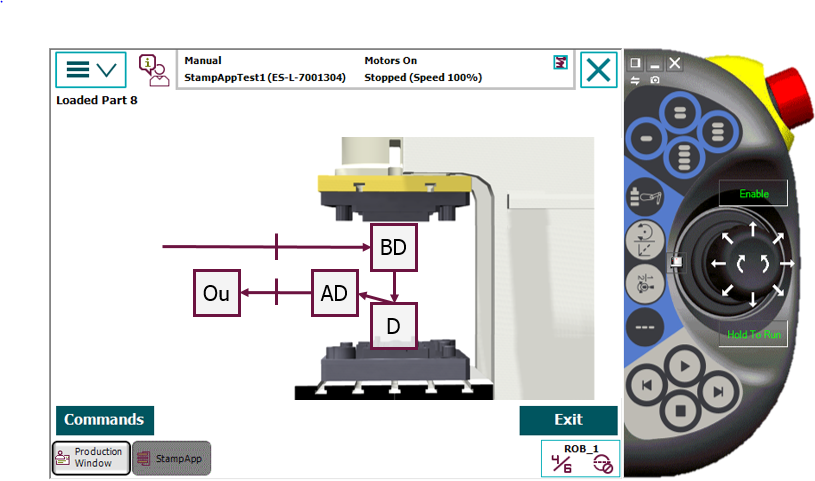 Manual
Motors On
StampAppTest1 (ES-L-7001304)
Stopped (Speed 100%)
Loaded Part 8
Enable
BD
Ou
AD
D
Hold To Run
Commands
Exit
Production
Window
StampApp
ROB_1